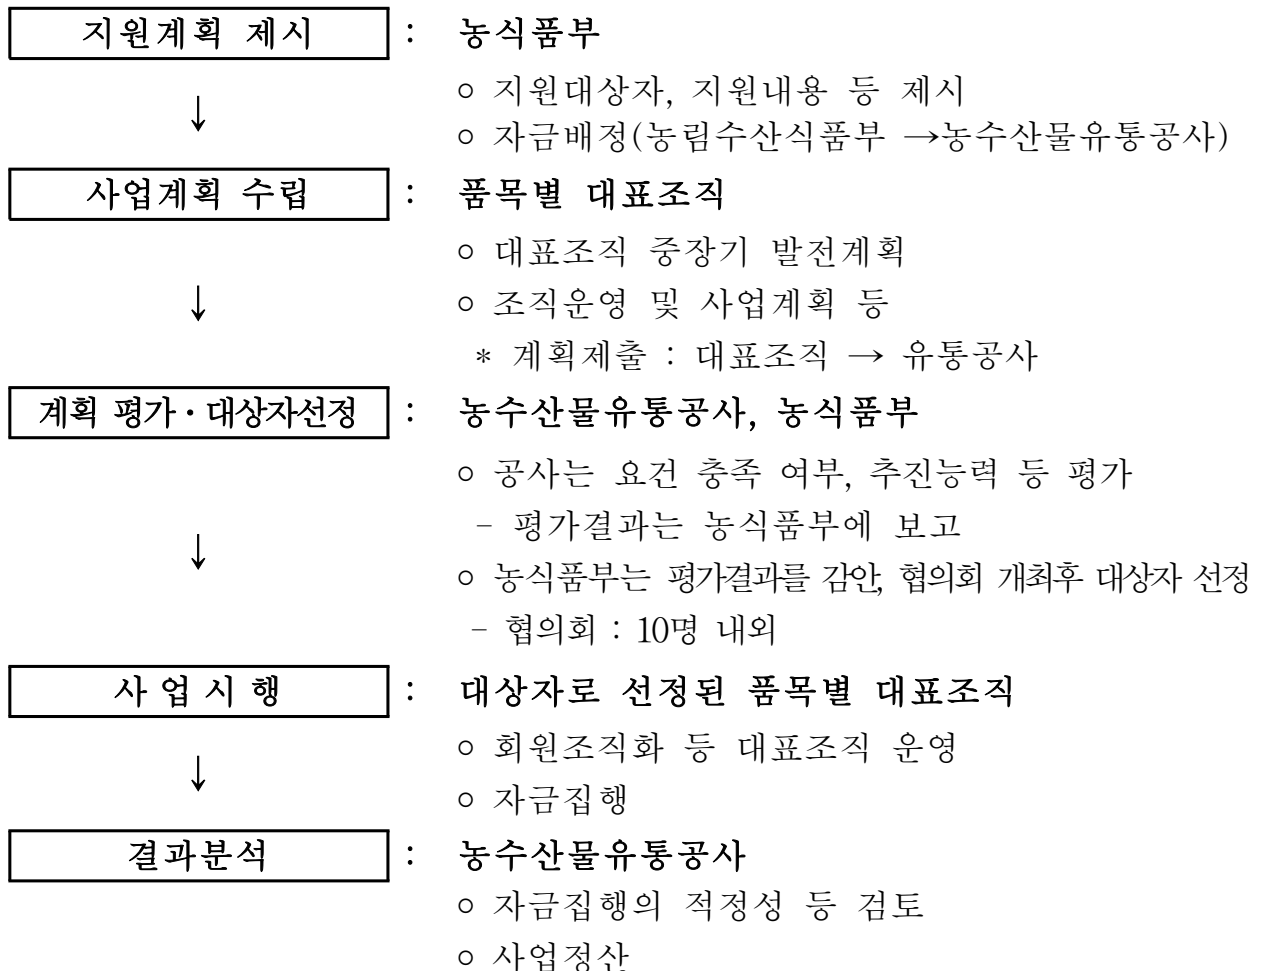 지원계획 제시 : 농식품부
○ 지원대상자, 지원내용 등 제시
↓
○ 자금배정(농림수산식품부 →농수산물유통공사)
사업계획 수립 : 품목별 대표조직
○ 대표조직 중장기 발전계획
↓ ○ 조직운영 및 사업계획 등
* 계획제출 : 대표조직 → 유통공사
계획 평가·대상자선정 : 농수산물유통공사, 농식품부
○ 공사는 요건 충족 여부, 추진능력 등 평가
- 평가결과는 농식품부에 보고
↓
○ 농식품부는 평가결과를 감안, 협의회 개최후 대상자 선정
- 협의회 : 10명 내외
사 업 시 행 : 대상자로 선정된 품목별 대표조직
○ 회원조직화 등 대표조직 운영
↓
○ 자금집행
결과분석 : 농수산물유통공사
○ 자금집행의 적정성 등 검토
○ 사업정산